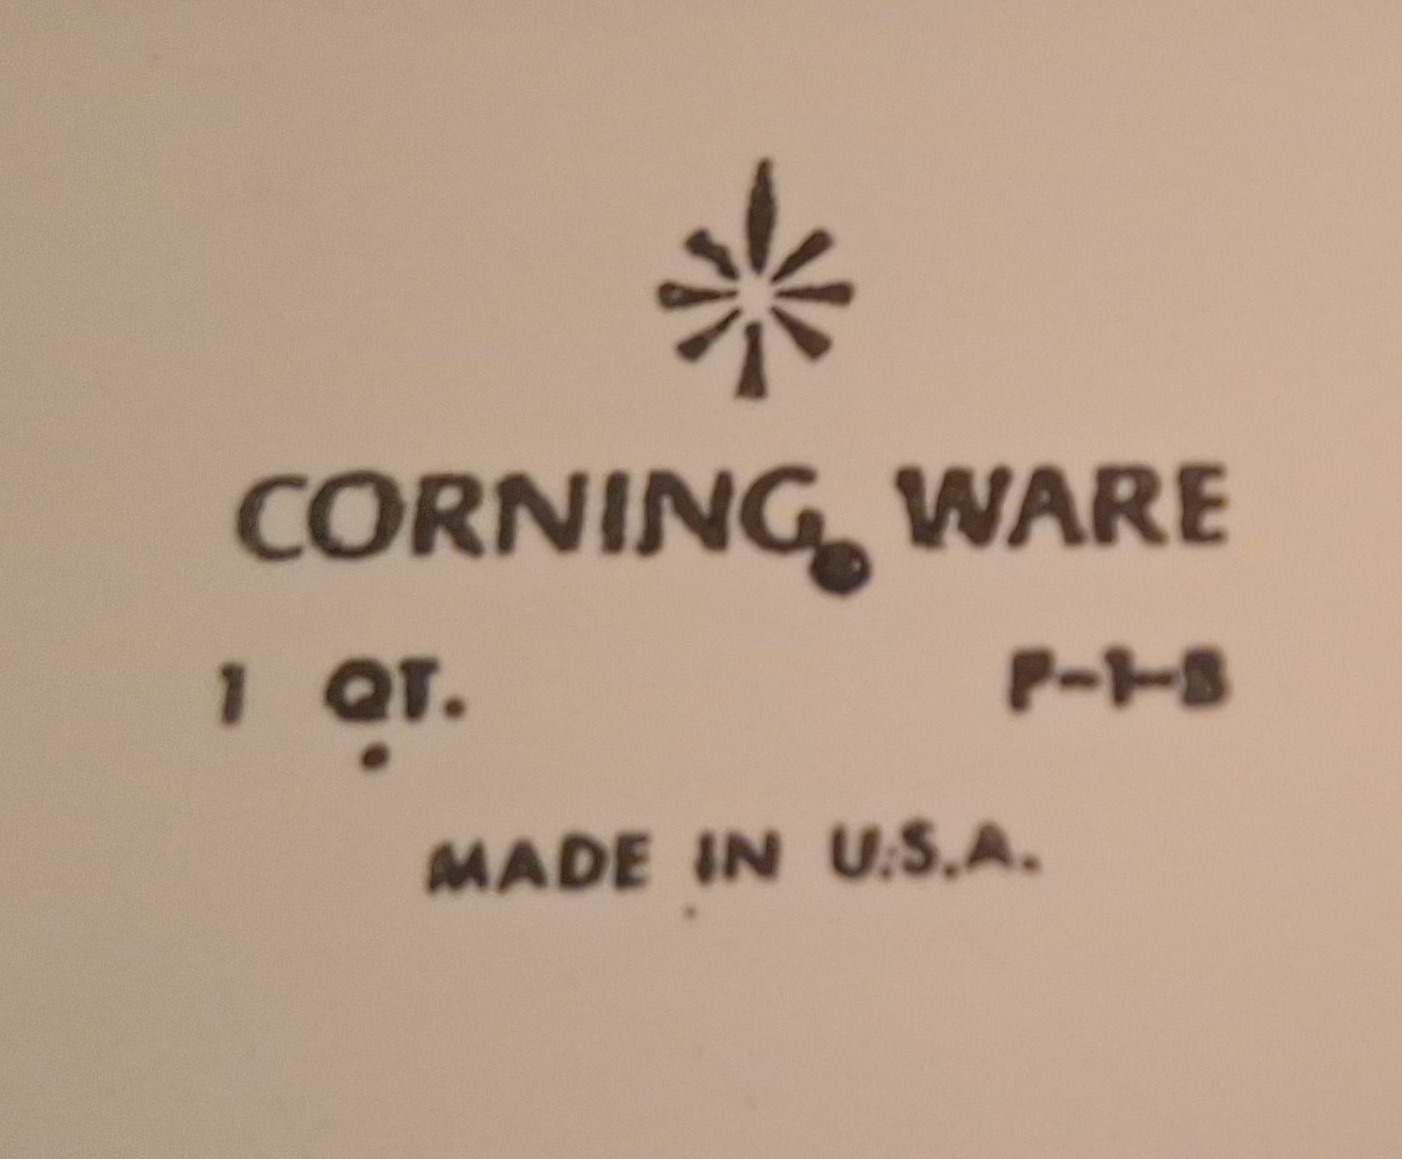 CORNING WARE
1 QT. P-1-B
MADE IN U.S.A.